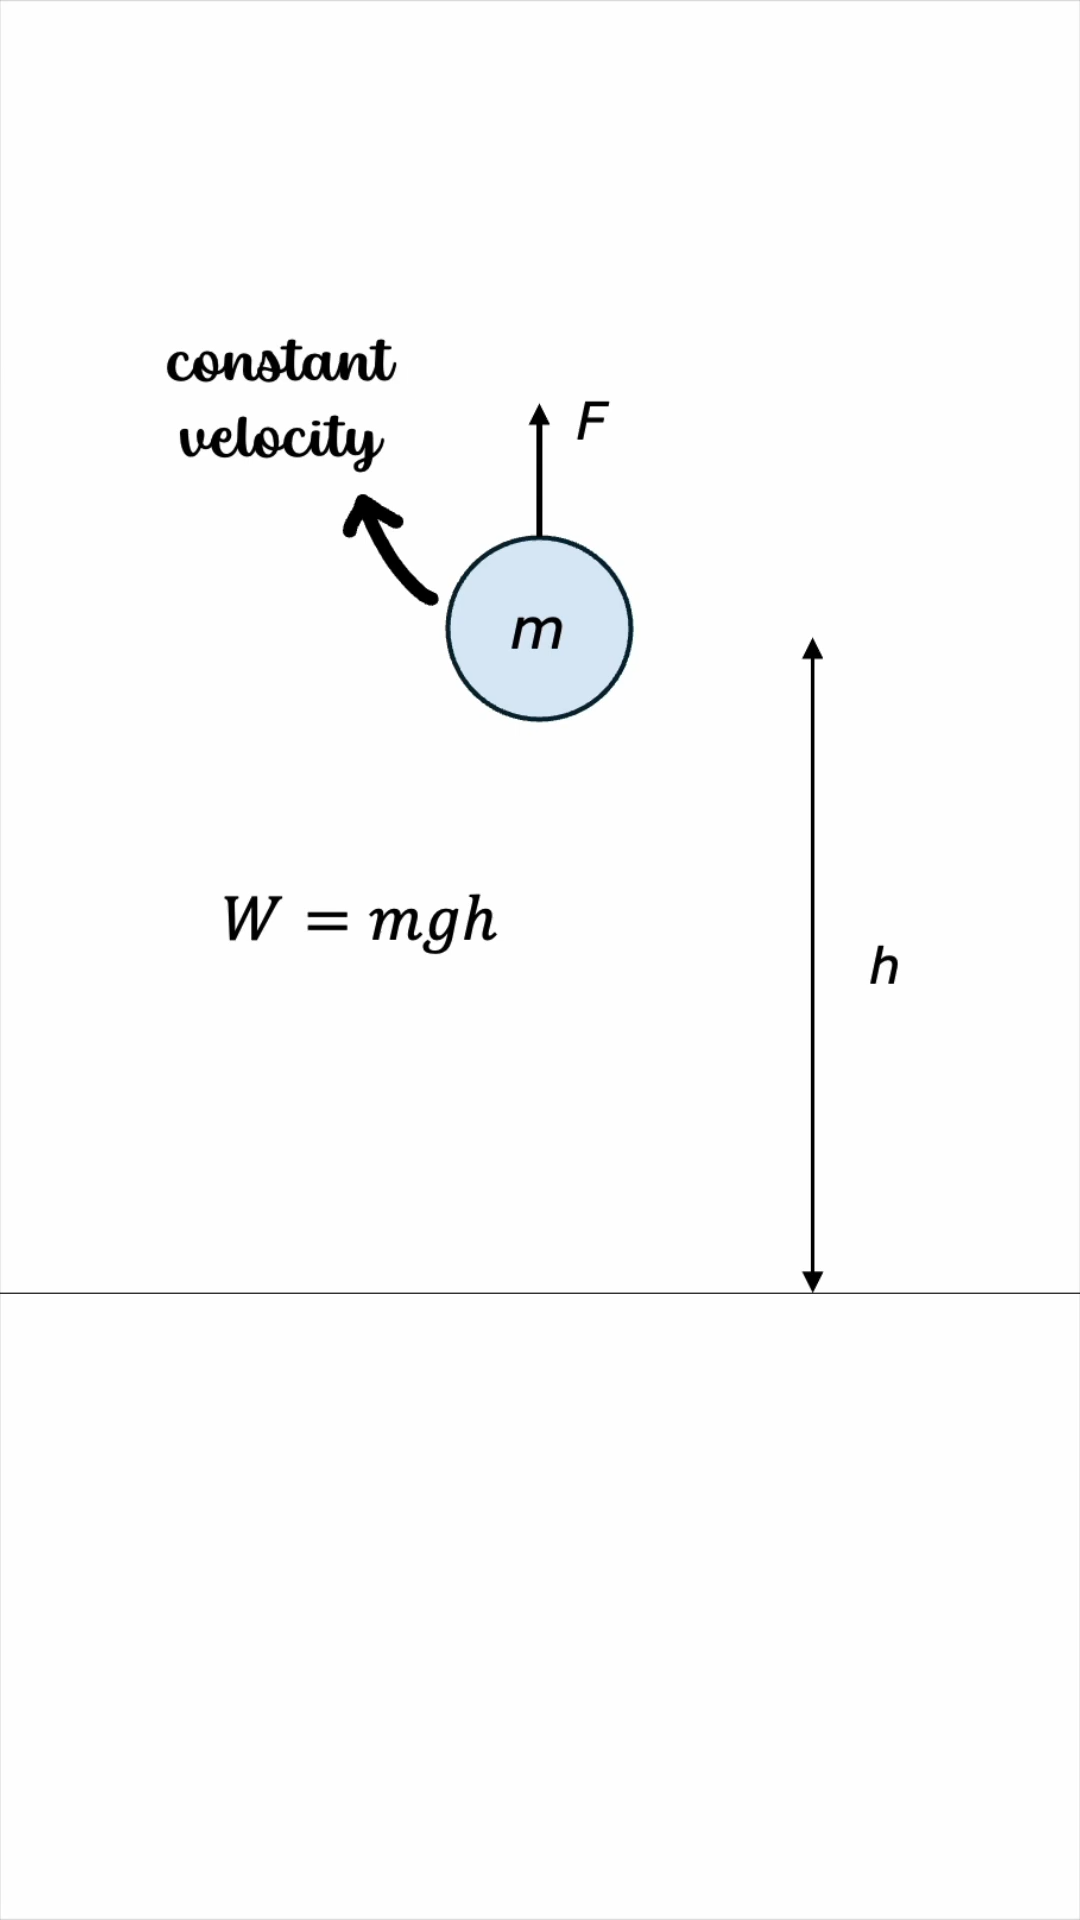 constant
velocity
F
m
W = mgh
h